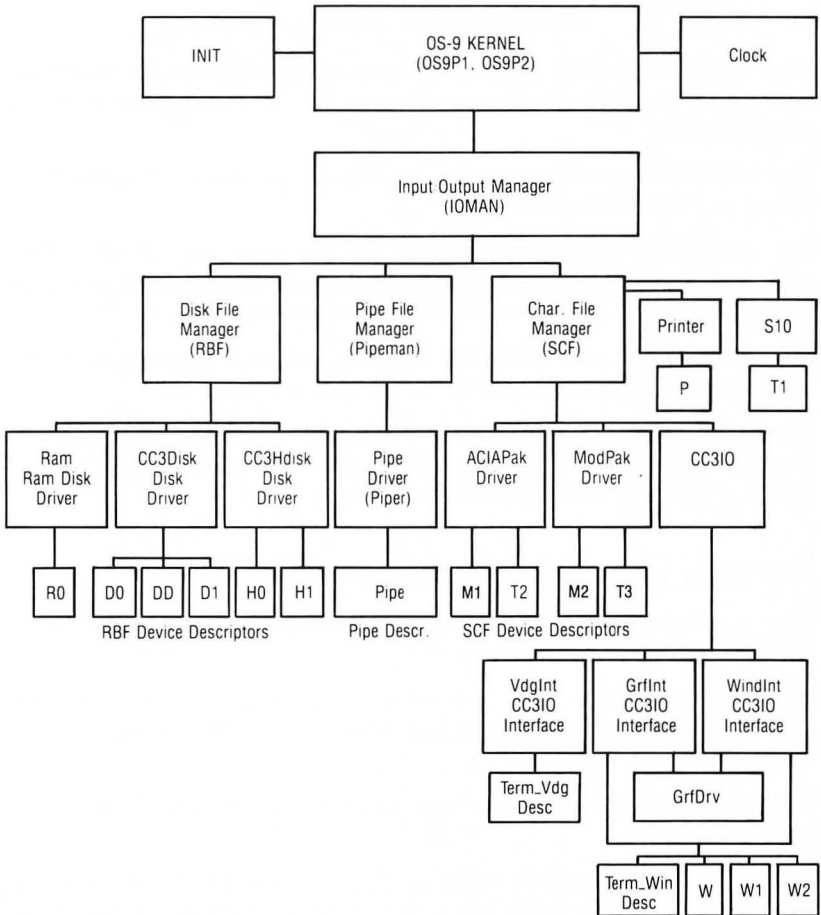 INIT
OS-9 KERNEL
(OS9P1, OS9P2)
Clock
Input Output Manager
(IOMAN)
Disk File
Manager
(RBF)
Pipe File
Manager
(Pipeman)
Char. File
Manager
(SCF)
Printer
S10
P
T1
Ram
Ram Disk
Driver
CC3Disk
Disk
Driver
CC3Hdisk
Disk
Driver
Pipe
Driver
(Piper)
ACIAPak
Driver
ModPak
Driver
CC3IO
R0
D0
DD
D1
H0
H1
Pipe
M1
T2
M2
T3
RBF Device Descriptors
Pipe Descr.
SCF Device Descriptors
VdgInt
CC3IO
Interface
GrfInt
CC3IO
Interface
WindInt
CC3IO
Interface
Term_Vdg
Desc
GrfDrv
Term_Win
Desc
W
W1
W2